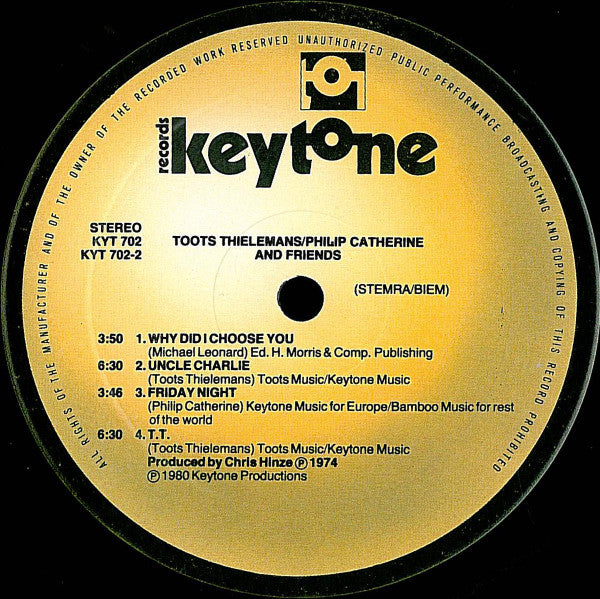 ALL RIGHTS OF THE MANUFACTURER AND OF THE OWNER OF THE RECORDED WORK RESERVED UNAUTHORIZED PUBLIC PERFORMANCE BROADCASTING AND COPYING OF THIS RECORD PROHIBITED
records
keytone
STEREO
KYT 702
KYT 702-2
TOOTS THIELEMANS/PHILIP CATHERINE
AND FRIENDS
(STEMRA/BIEM)
3:50 1. WHY DID I CHOOSE YOU
(Michael Leonard) Ed. H. Morris & Comp. Publishing
6:30 2. UNCLE CHARLIE
(Toots Thielemans) Toots Music/Keytone Music
3:46 3. FRIDAY NIGHT
(Philip Catherine) Keytone Music for Europe/Bamboo Music for rest
of the world
6:30 4. T.T.
(Toots Thielemans) Toots Music/Keytone Music
Produced by Chris Hinze Ⓟ 1974
Ⓟ 1980 Keytone Productions